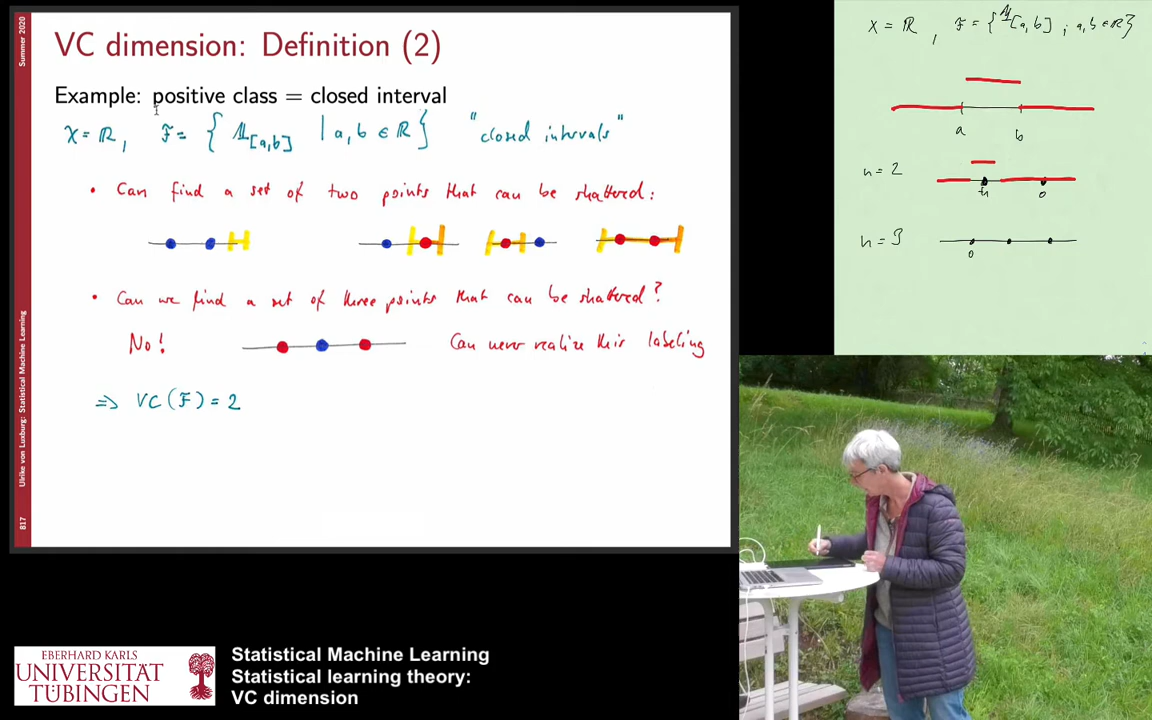 Summer 2020
VC dimension: Definition (2)
Example: positive class = closed interval
X = ℝ, F = { 𝟙[a,b] | a, b ∈ ℝ } "closed intervals"
• Can find a set of two points that can be shattered:
• Can we find a set of three points that can be shattered?
No! Can never realize this labeling
⇒ VC(F) = 2
Ulrike von Luxburg: Statistical Machine Learning
817
X = ℝ, F = { 𝟙[a,b] ; a, b ∈ ℝ }
a b
n = 2
0
n = 3
0
EBERHARD KARLS
UNIVERSITÄT
TÜBINGEN
Statistical Machine Learning
Statistical learning theory:
VC dimension